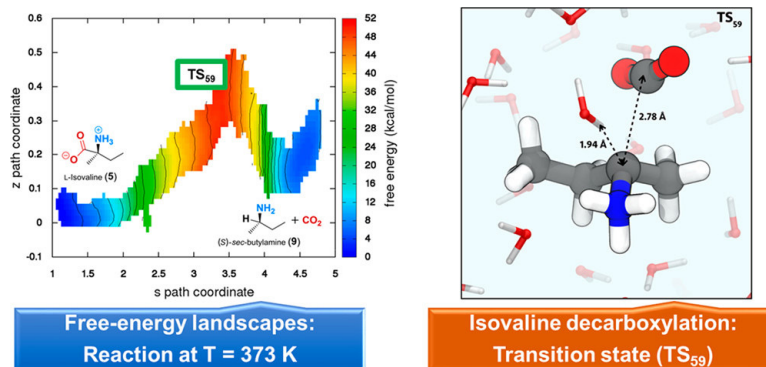 0.6
0.5
0.4
0.3
0.2
0.1
0
-0.1
z path coordinate
1
1.5
2
2.5
3
3.5
4
4.5
5
s path coordinate
TS59
O
⊖O
⊕
NH3
L-Isovaline (5)
NH2
H
+ CO2
(S)-sec-butylamine (9)
52
48
44
40
36
32
28
24
20
16
12
8
4
0
free energy (kcal/mol)
TS59
2.78 Å
1.94 Å
Free-energy landscapes:
Reaction at T = 373 K
Isovaline decarboxylation:
Transition state (TS59)